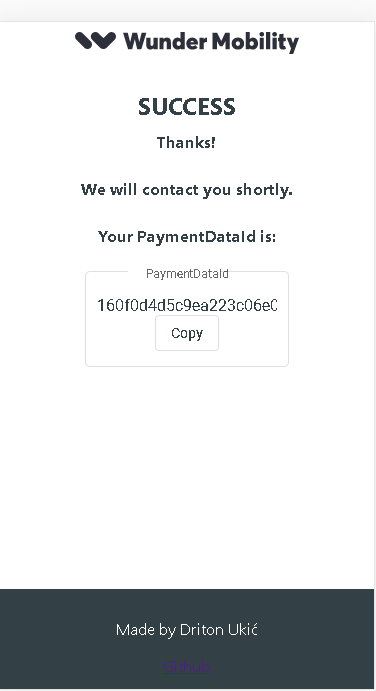 Wunder Mobility
SUCCESS
Thanks!
We will contact you shortly.
Your PaymentDataId is:
PaymentDataId
160f0d4d5c9ea223c06e0
Copy
Made by Driton Ukić
Github